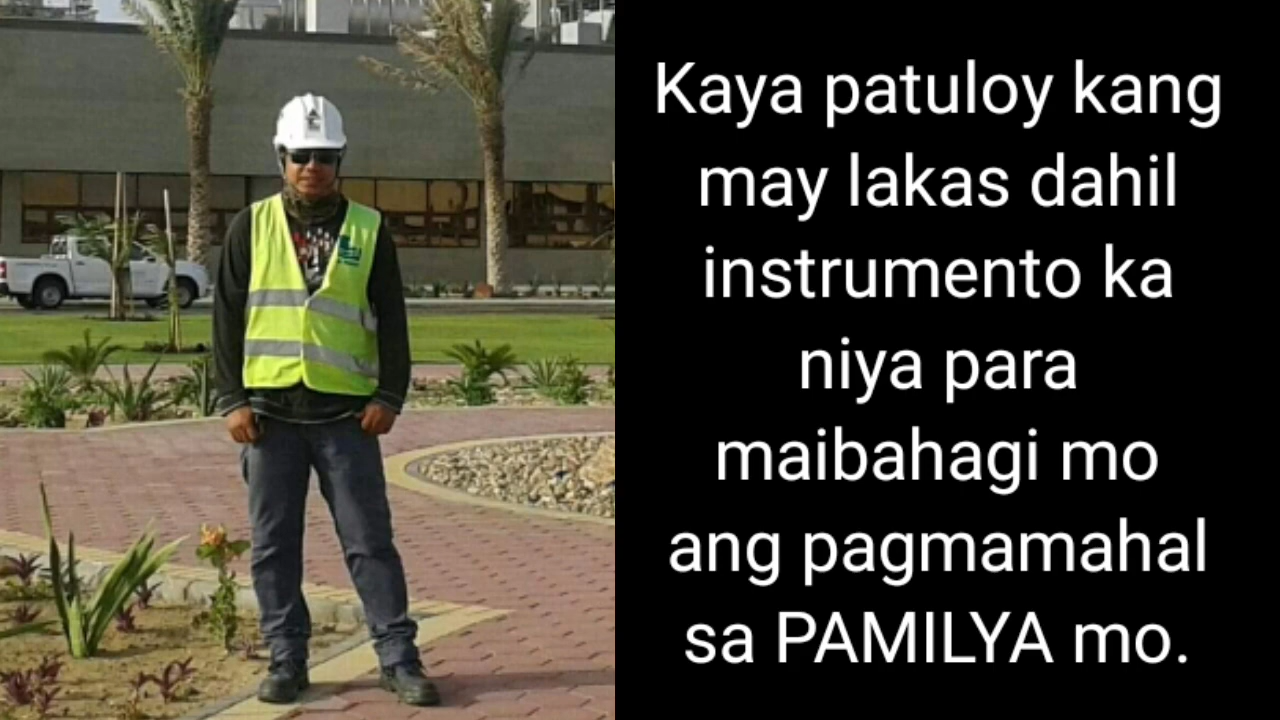 Kaya patuloy kang
may lakas dahil
instrumento ka
niya para
maibahagi mo
ang pagmamahal
sa PAMILYA mo.